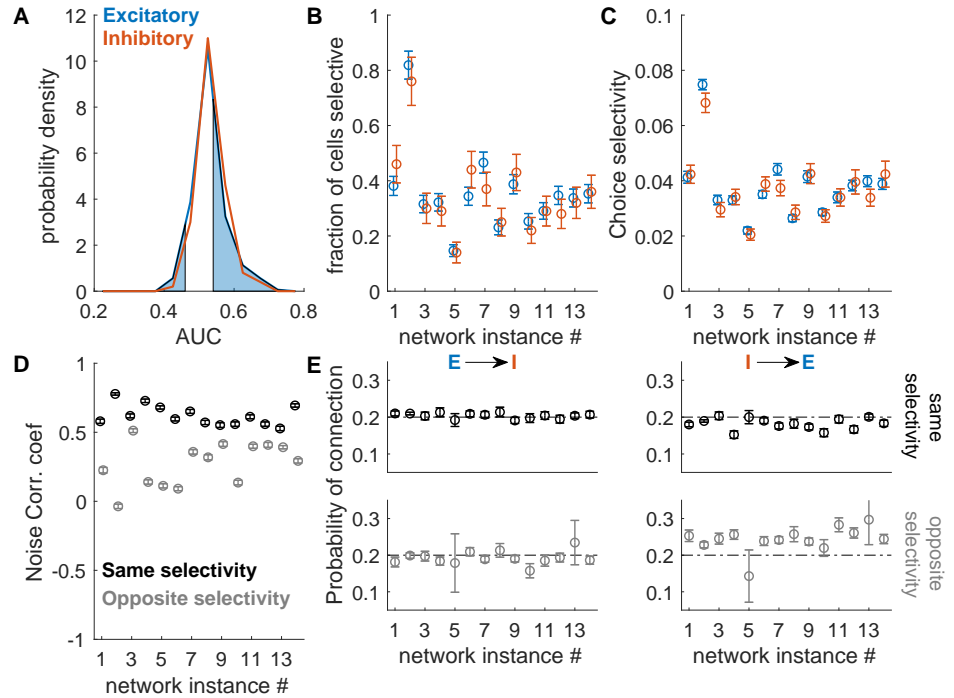 A
Excitatory
Inhibitory
probability density
12
10
8
6
4
2
0
0.2
0.4
0.6
0.8
AUC
B
fraction of cells selective
1
0.8
0.6
0.4
0.2
0
1
3
5
7
9
11
13
network instance #
C
Choice selectivity
0.1
0.08
0.06
0.04
0.02
0
1
3
5
7
9
11
13
network instance #
D
Noise Corr. coef
1
0.5
0
-0.5
-1
Same selectivity
Opposite selectivity
1
3
5
7
9
11
13
network instance #
E
E
I
I
E
Probability of connection
0.3
0.2
0.1
0.3
0.2
0.1
same
selectivity
0.3
0.2
0.1
1
3
5
7
9
11
13
network instance #
0.3
0.2
0.1
1
3
5
7
9
11
13
network instance #
opposite
selectivity